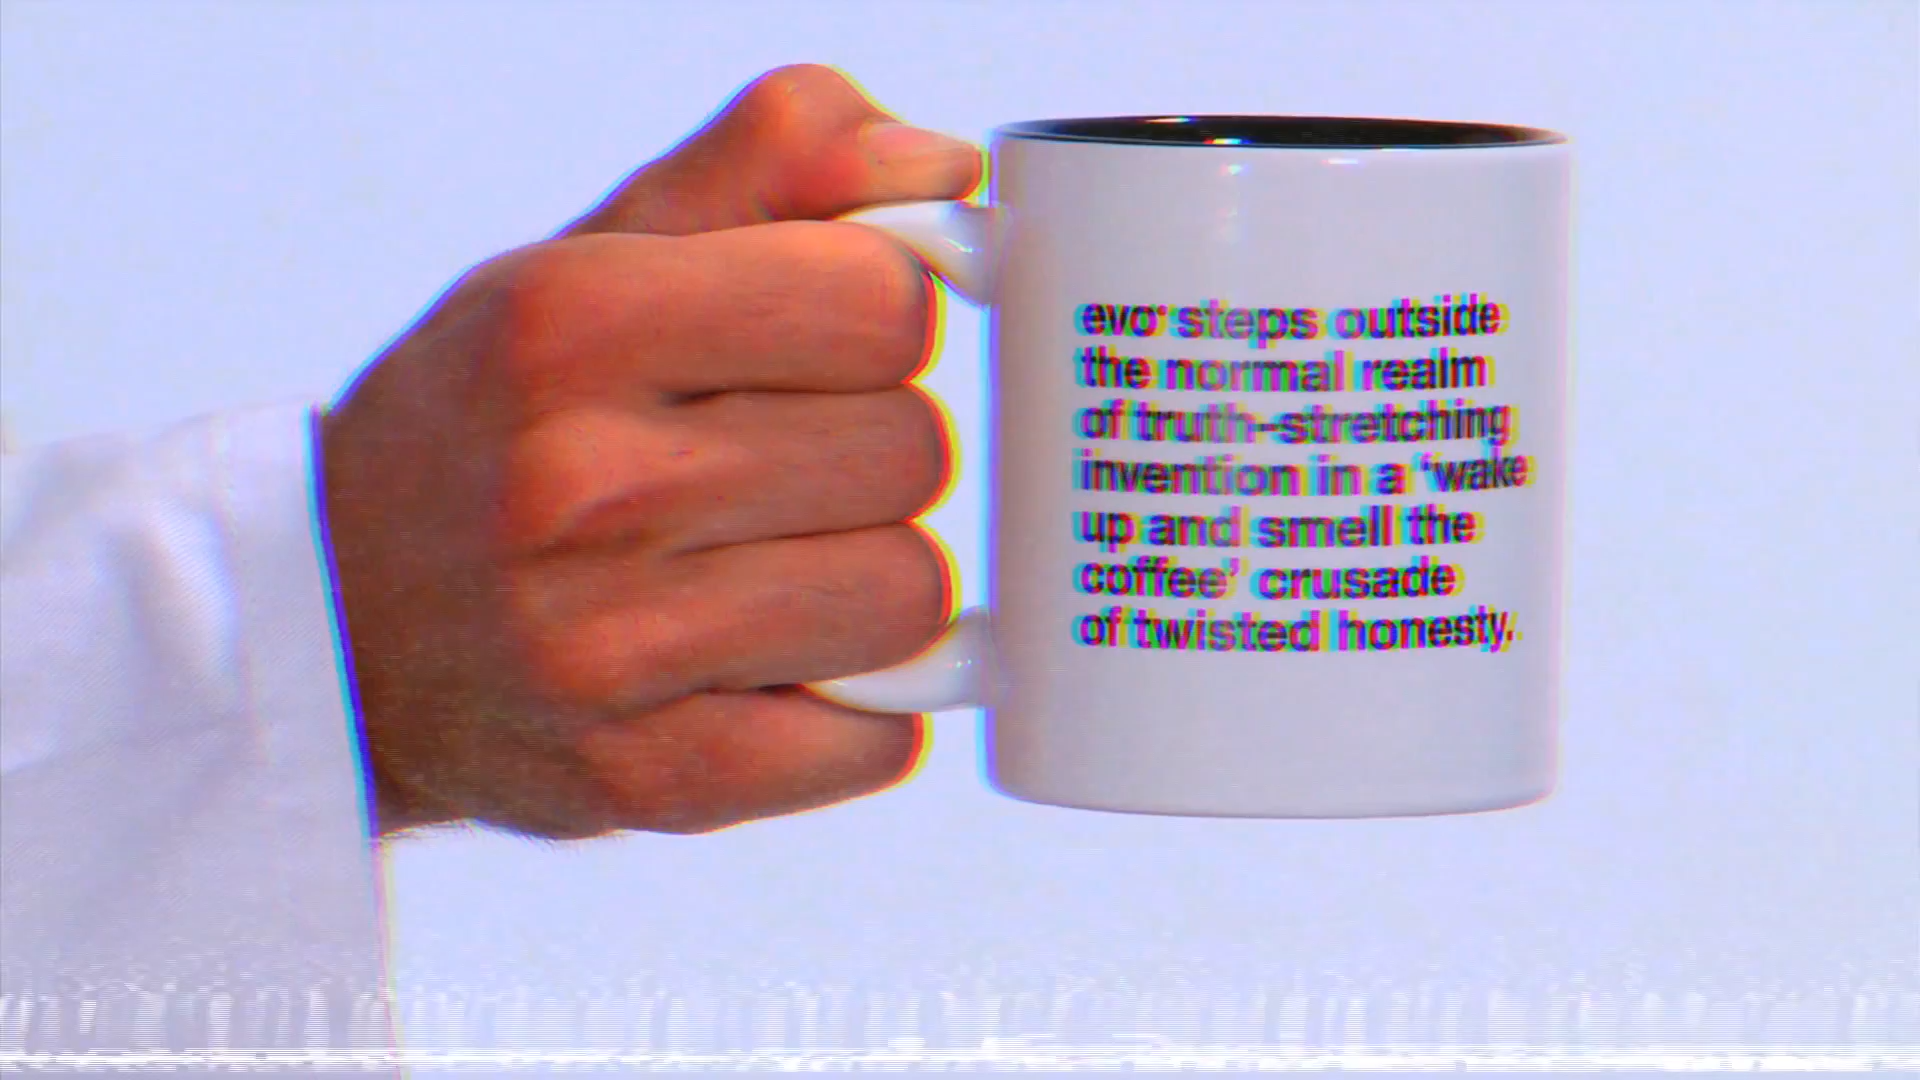 evo• steps outside
the normal realm
of truth-stretching
invention in a ‘wake
up and smell the
coffee’ crusade
of twisted honesty.